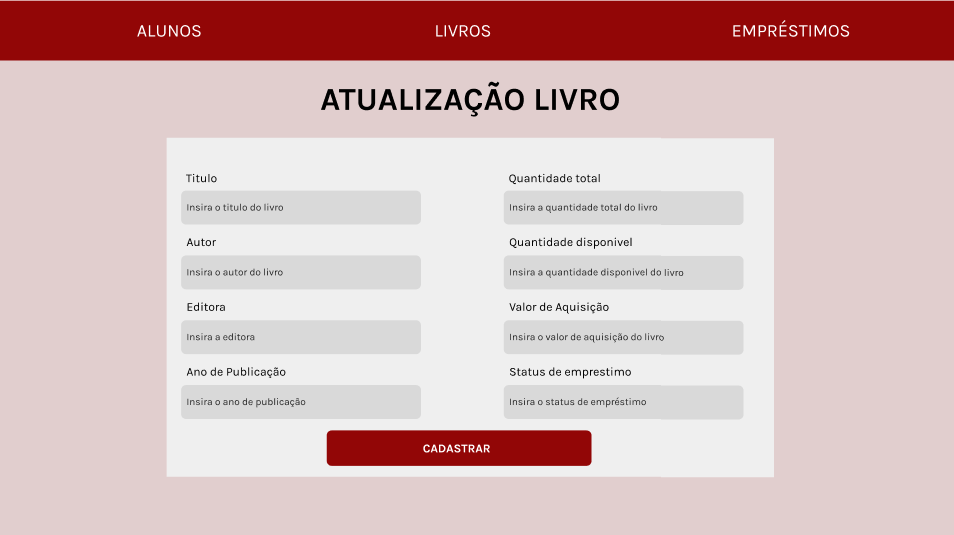 ALUNOS
LIVROS
EMPRÉSTIMOS
ATUALIZAÇÃO LIVRO
Titulo
Insira o titulo do livro
Autor
Insira o autor do livro
Editora
Insira a editora
Ano de Publicação
Insira o ano de publicação
Quantidade total
Insira a quantidade total do livro
Quantidade disponivel
Insira a quantidade disponivel do livro
Valor de Aquisição
Insira o valor de aquisição do livro
Status de emprestimo
Insira o status de empréstimo
CADASTRAR